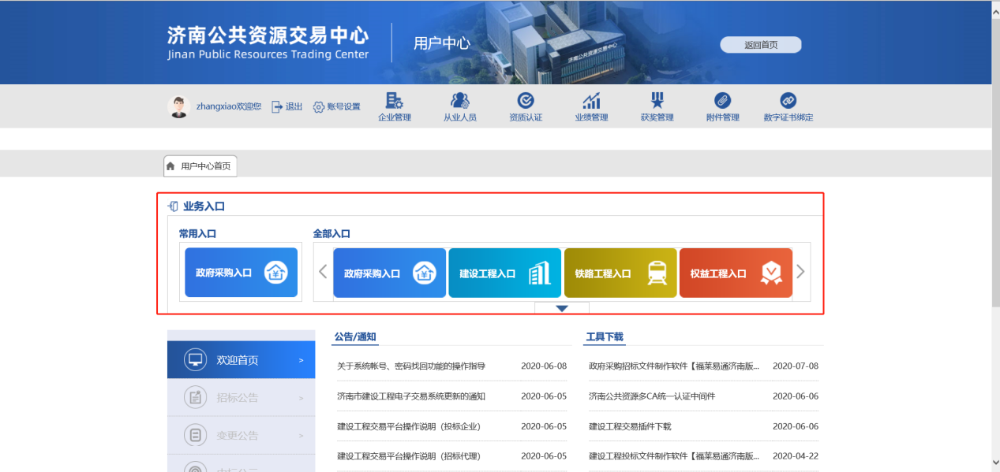 济南公共资源交易中心
Jinan Public Resources Trading Center
用户中心
济南公共资源交易中心
返回首页
zhangxiao欢迎您
退出
账号设置
企业管理
从业人员
资质认证
业绩管理
获奖管理
附件管理
数字证书绑定
用户中心首页
业务入口
常用入口
全部入口
政府采购入口
政府采购入口
建设工程入口
铁路工程入口
权益工程入口
欢迎首页 >
招标公告 >
变更公告 >
公告/通知
关于系统帐号、密码找回功能的操作指导 2020-06-08
济南市建设工程电子交易系统更新的通知 2020-06-05
建设工程交易平台操作说明（投标企业） 2020-06-05
建设工程交易平台操作说明（招标代理） 2020-06-05
工具下载
政府采购招标文件制作软件【福莱易通济南版... 2020-07-08
济南公共资源多CA统一认证中间件 2020-06-06
建设工程交易插件下载 2020-06-06
建设工程投标文件制作软件【福莱易通济南版... 2020-04-22